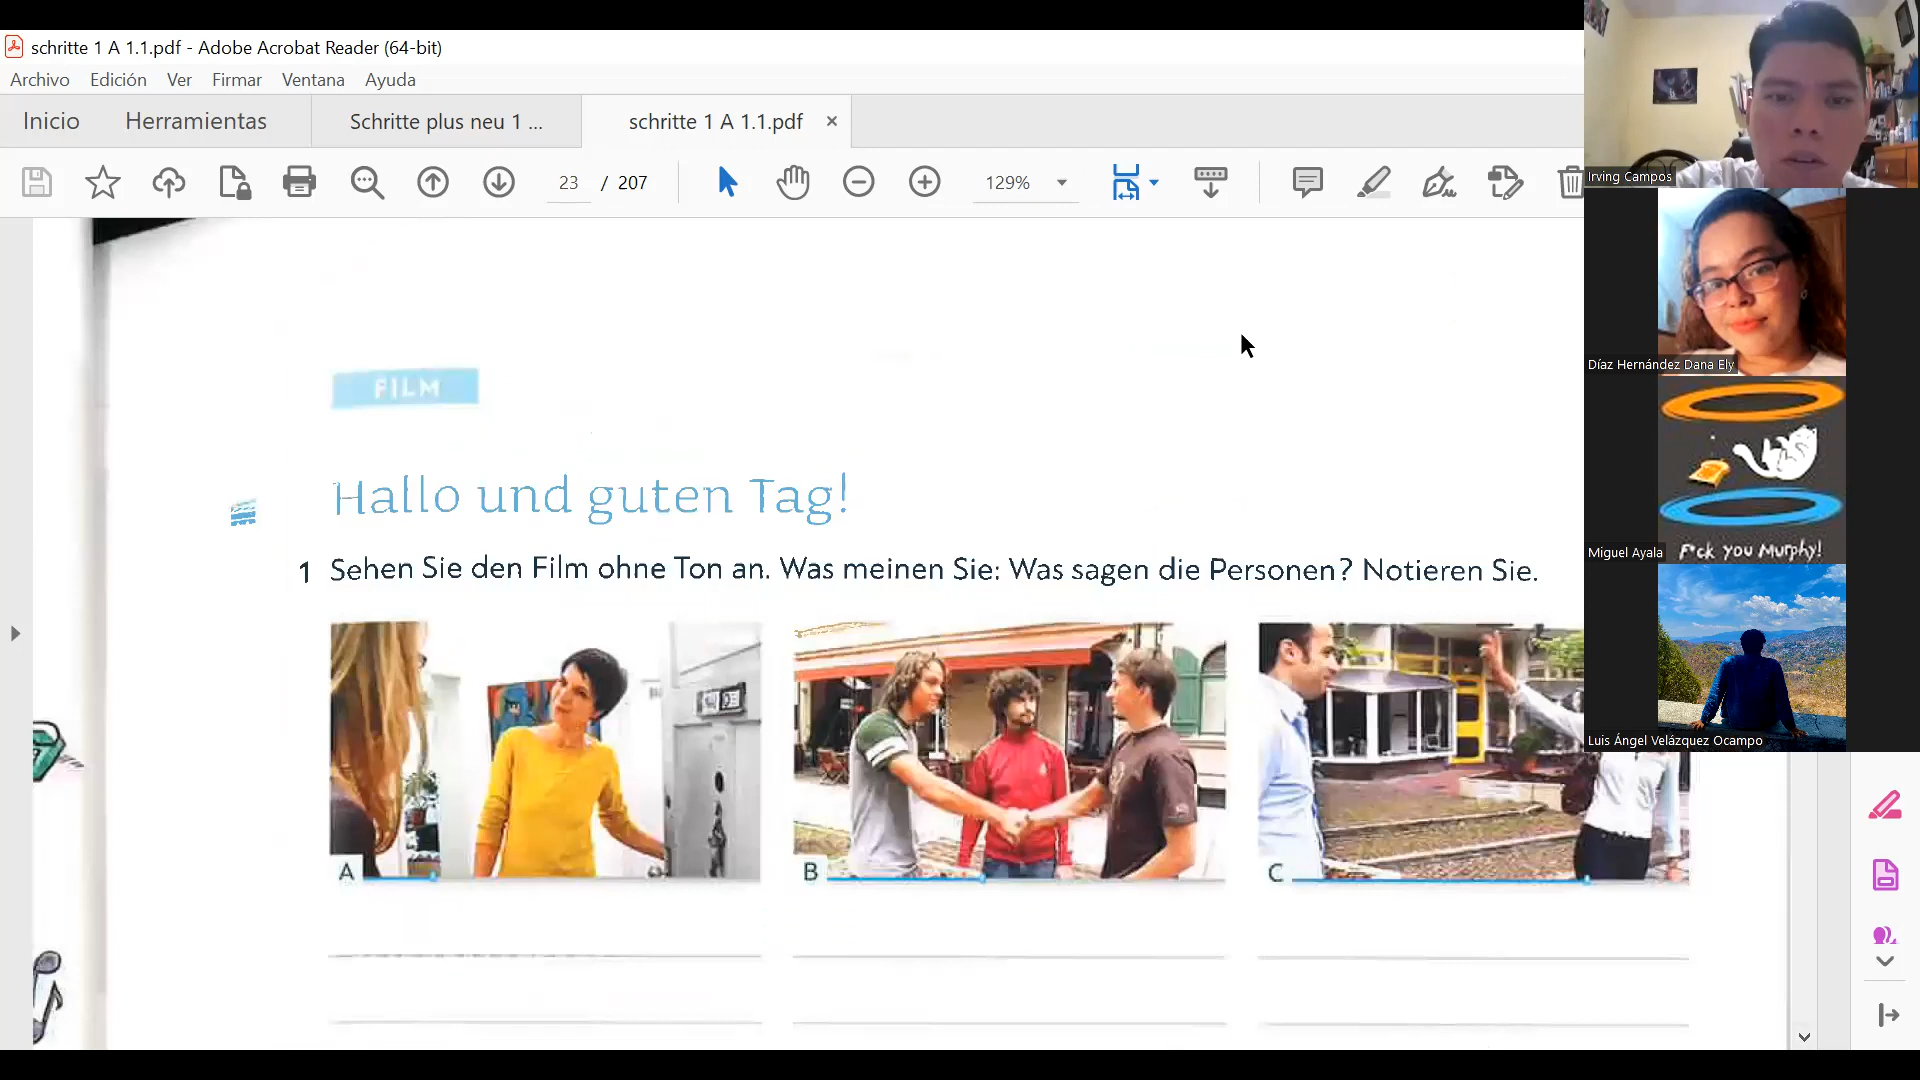 schritte 1 A 1.1.pdf - Adobe Acrobat Reader (64-bit)
Archivo Edición Ver Firmar Ventana Ayuda
Inicio Herramientas Schritte plus neu 1 ... schritte 1 A 1.1.pdf ×
23 / 207 129%
FILM
Hallo und guten Tag!
1 Sehen Sie den Film ohne Ton an. Was meinen Sie: Was sagen die Personen? Notieren Sie.
A
B
C
Irving Campos
Díaz Hernández Dana Ely
F*ck you Murphy!
Miguel Ayala
Luis Ángel Velázquez Ocampo